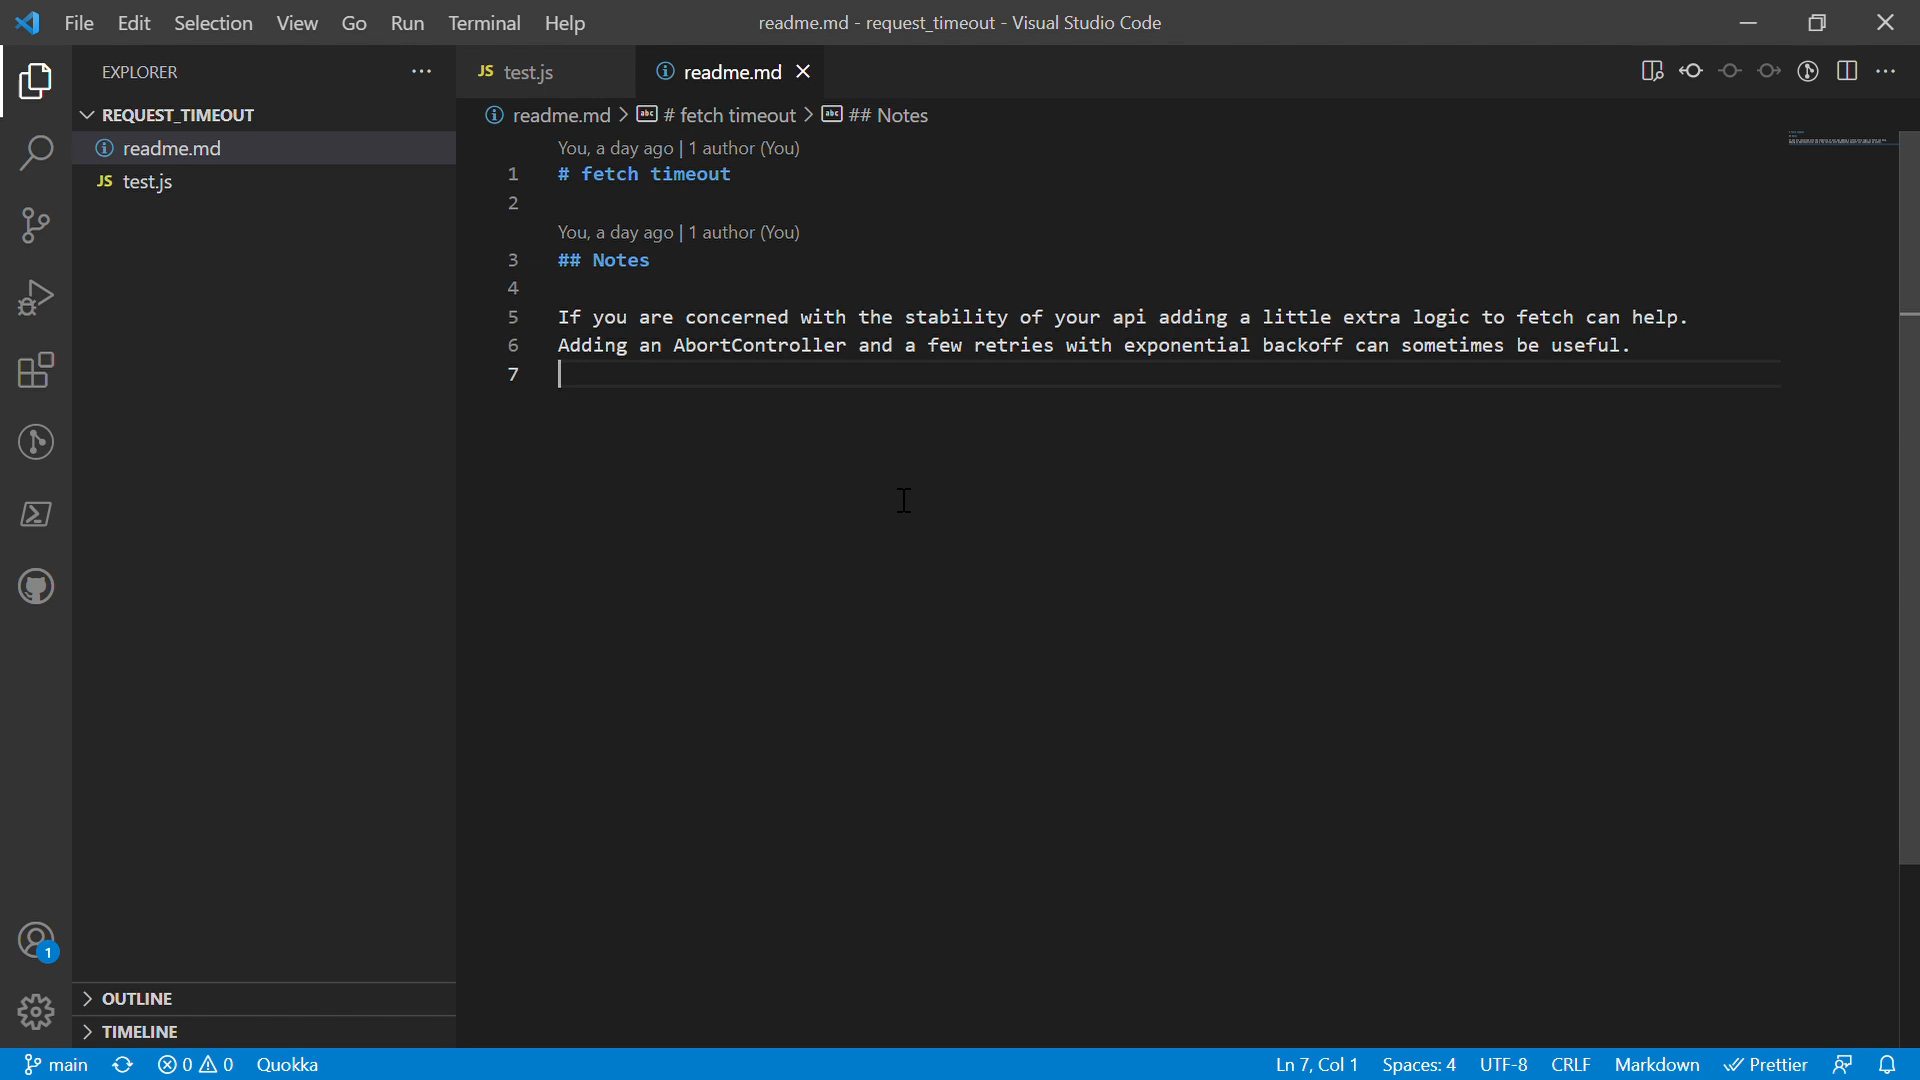 File Edit Selection View Go Run Terminal Help
readme.md - request_timeout - Visual Studio Code
EXPLORER
REQUEST_TIMEOUT
readme.md
JS test.js
OUTLINE
TIMELINE
JS test.js
readme.md
readme.md > abc # fetch timeout > abc ## Notes
You, a day ago | 1 author (You)
1 # fetch timeout
2
You, a day ago | 1 author (You)
3 ## Notes
4
5 If you are concerned with the stability of your api adding a little extra logic to fetch can help.
6 Adding an AbortController and a few retries with exponential backoff can sometimes be useful.
7
1
main 0 0 Quokka
Ln 7, Col 1 Spaces: 4 UTF-8 CRLF Markdown Prettier